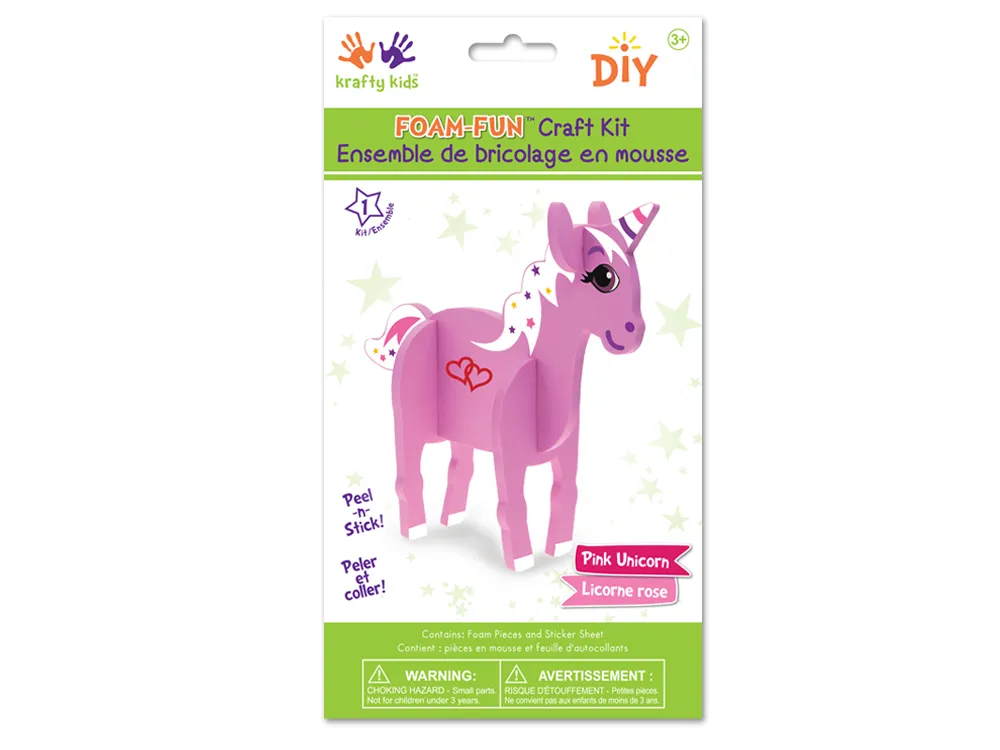 krafty kids™
DIY
3+
FOAM-FUN™ Craft Kit
Ensemble de bricolage en mousse
1
Kit/Ensemble
Peel
-n-
Stick!
Peler
et
coller!
Pink Unicorn
Licorne rose
Contains: Foam Pieces and Sticker Sheet
Contient : pièces en mousse et feuille d'autocollants
WARNING:
CHOKING HAZARD - Small parts.
Not for children under 3 years.
AVERTISSEMENT :
RISQUE D'ÉTOUFFEMENT - Petites pièces.
Ne convient pas aux enfants de moins de 3 ans.